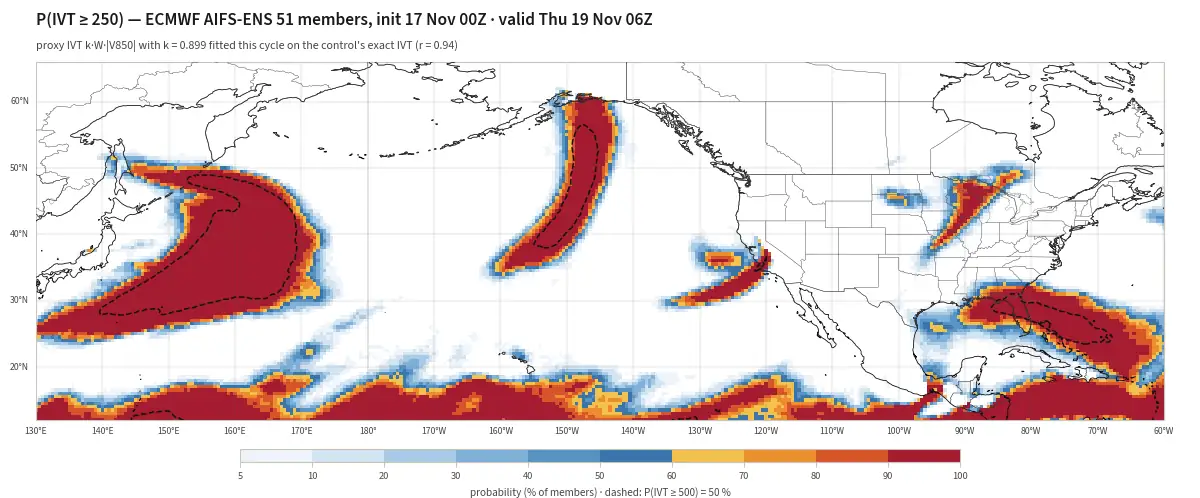 P(IVT ≥ 250) — ECMWF AIFS-ENS 51 members, init 17 Nov 00Z · valid Thu 19 Nov 06Z
proxy IVT k·W·|V850| with k = 0.899 fitted this cycle on the control's exact IVT (r = 0.94)
60°N
50°N
40°N
30°N
20°N
130°E 140°E 150°E 160°E 170°E 180° 170°W 160°W 150°W 140°W 130°W 120°W 110°W 100°W 90°W 80°W 70°W 60°W
5 10 20 30 40 50 60 70 80 90 100
probability (% of members) · dashed: P(IVT ≥ 500) = 50 %